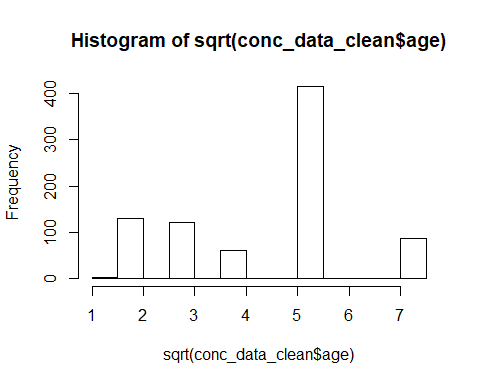 Histogram of sqrt(conc_data_clean$age)
Frequency
400
300
200
100
0
1 2 3 4 5 6 7
sqrt(conc_data_clean$age)